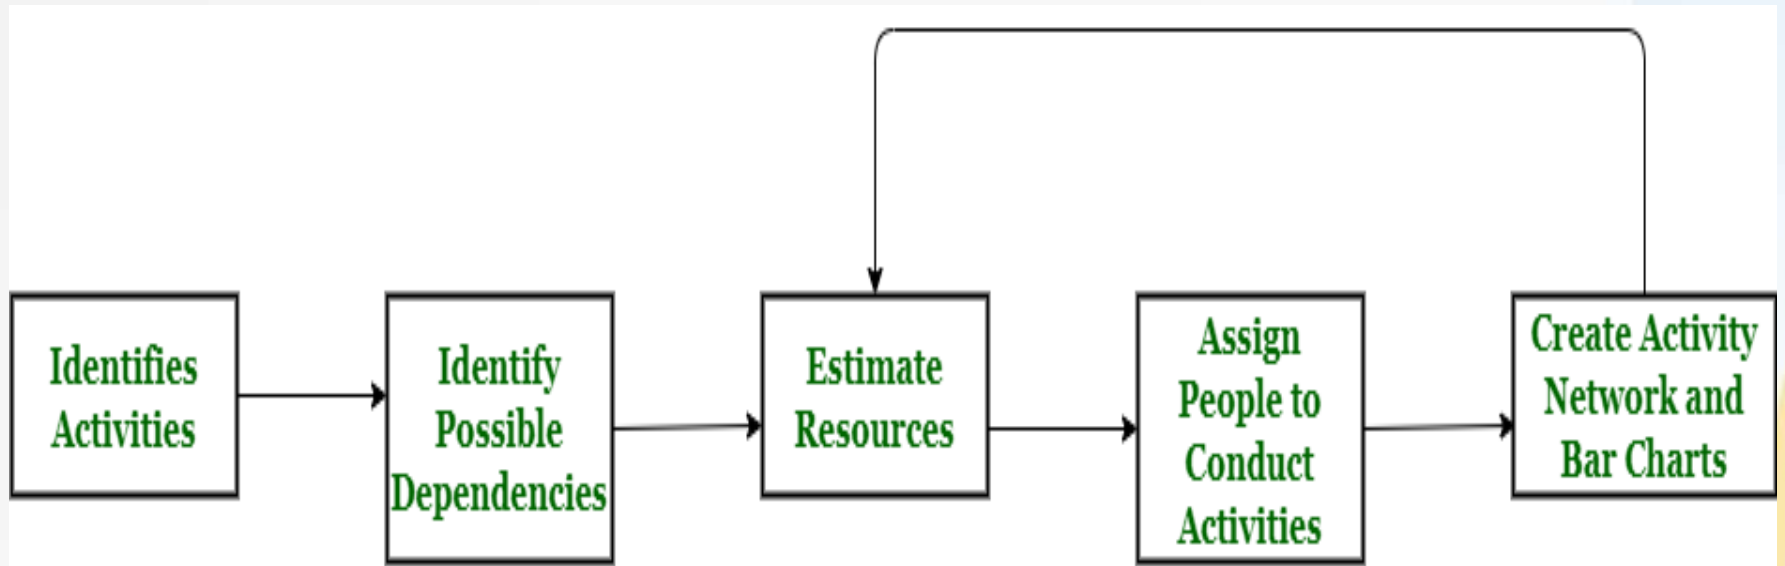 Identifies
Activities
Identify
Possible
Dependencies
Estimate
Resources
Assign
People to
Conduct
Activities
Create Activity
Network and
Bar Charts